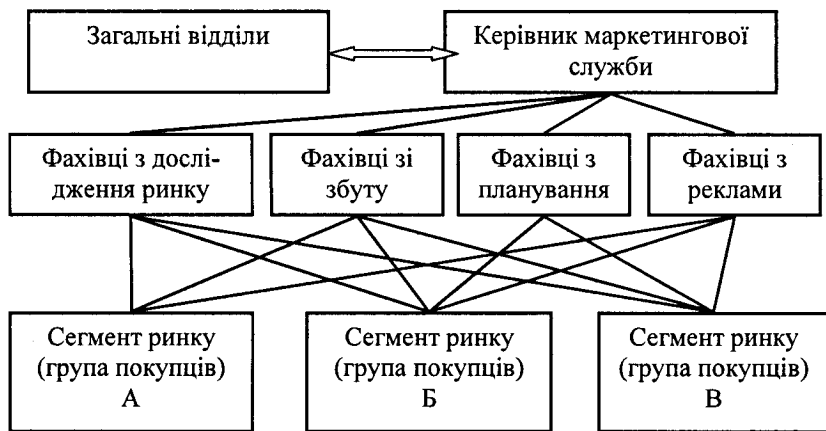 Загальні відділи
Керівник маркетингової
служби
Фахівці з дослі-
дження ринку
Фахівці зі
збуту
Фахівці з
планування
Фахівці з
реклами
Сегмент ринку
(група покупців)
А
Сегмент ринку
(група покупців)
Б
Сегмент ринку
(група покупців)
В